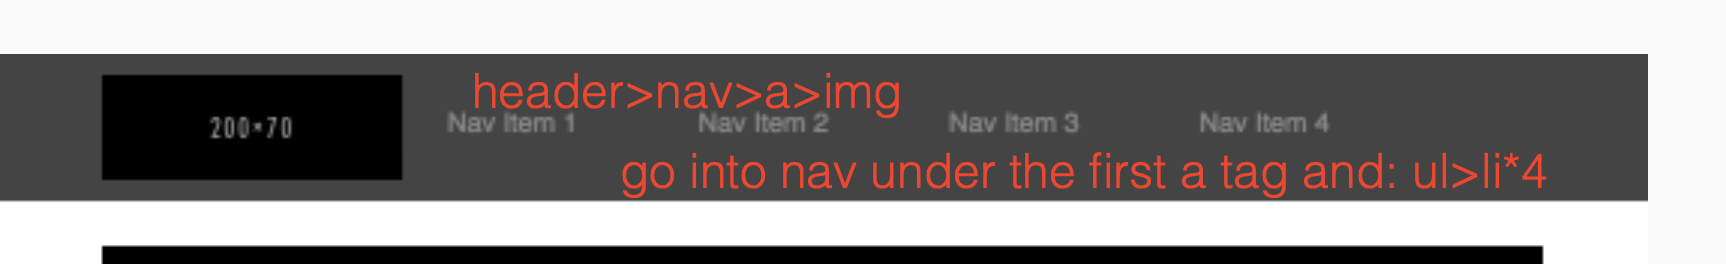 header>nav>a>img
200×70
Nav Item 1
Nav Item 2
Nav Item 3
Nav Item 4
go into nav under the first a tag and: ul>li*4